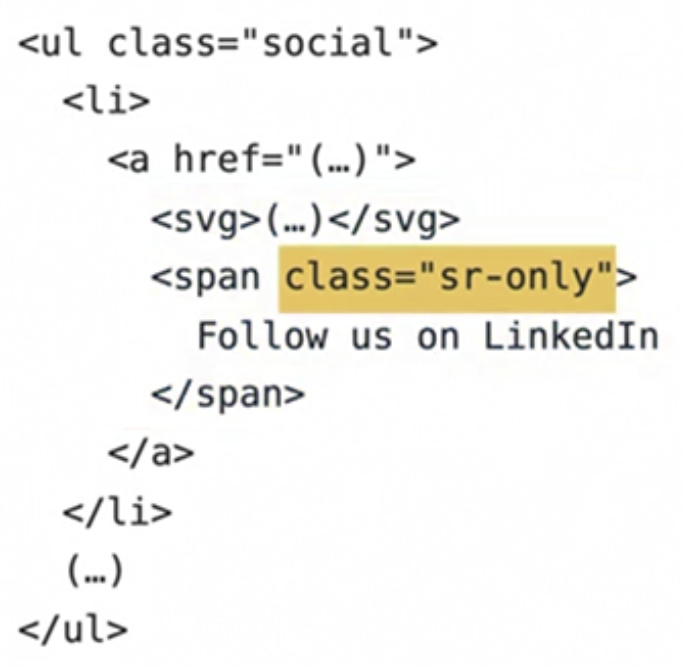 <ul class="social">
<li>
<a href="(…)">
<svg>(…)</svg>
<span class="sr-only">
Follow us on LinkedIn
</span>
</a>
</li>
(…)
</ul>